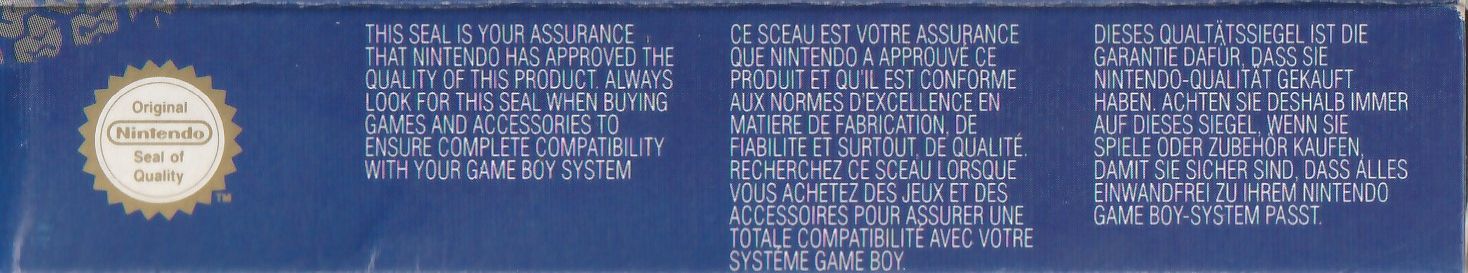 Original
Nintendo
Seal of
Quality
TM
THIS SEAL IS YOUR ASSURANCE
THAT NINTENDO HAS APPROVED THE
QUALITY OF THIS PRODUCT. ALWAYS
LOOK FOR THIS SEAL WHEN BUYING
GAMES AND ACCESSORIES TO
ENSURE COMPLETE COMPATIBILITY
WITH YOUR GAME BOY SYSTEM
CE SCEAU EST VOTRE ASSURANCE
QUE NINTENDO A APPROUVÉ CE
PRODUIT ET QU'IL EST CONFORME
AUX NORMES D'EXCELLENCE EN
MATIERE DE FABRICATION, DE
FIABILITE ET SURTOUT, DE QUALITÉ.
RECHERCHEZ CE SCEAU LORSQUE
VOUS ACHETEZ DES JEUX ET DES
ACCESSOIRES POUR ASSURER UNE
TOTALE COMPATIBILITÉ AVEC VOTRE
SYSTÈME GAME BOY.
DIESES QUALTÄTSSIEGEL IST DIE
GARANTIE DAFÜR, DASS SIE
NINTENDO-QUALITÄT GEKAUFT
HABEN. ACHTEN SIE DESHALB IMMER
AUF DIESES SIEGEL, WENN SIE
SPIELE ODER ZUBEHÖR KAUFEN,
DAMIT SIE SICHER SIND, DASS ALLES
EINWANDFREI ZU IHREM NINTENDO
GAME BOY-SYSTEM PASST.